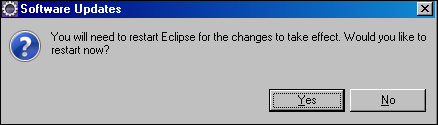 Software Updates
You will need to restart Eclipse for the changes to take effect. Would you like to
restart now?
Yes
No